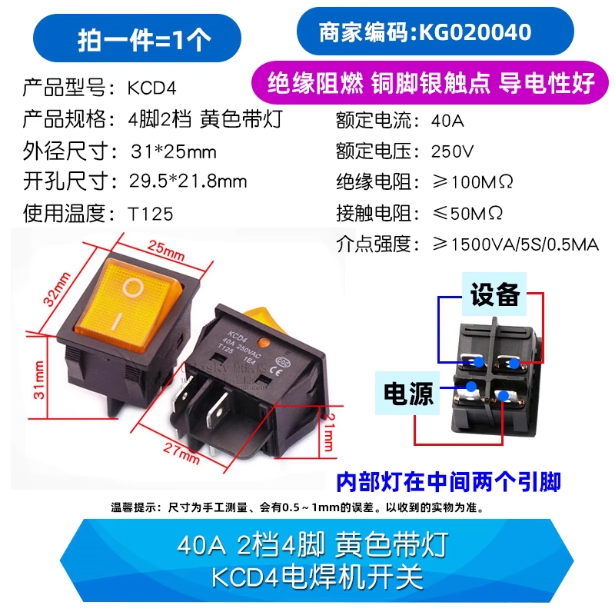 拍一件=1个
商家编码:KG020040
绝缘阻燃 铜脚银触点 导电性好
产品型号: KCD4
产品规格: 4脚2档 黄色带灯
外径尺寸: 31*25mm
开孔尺寸: 29.5*21.8mm
使用温度: T125
额定电流: 40A
额定电压: 250V
绝缘电阻: ≥100MΩ
接触电阻: ≤50MΩ
介点强度: ≥1500VA/5S/0.5MA
25mm
32mm
31mm
KCD4
40A 250VAC
T125 1E4
CE
27mm
21mm
设备
电源
内部灯在中间两个引脚
温馨提示: 尺寸为手工测量、会有0.5～1mm的误差。以收到的实物为准。
40A 2档4脚 黄色带灯
KCD4电焊机开关